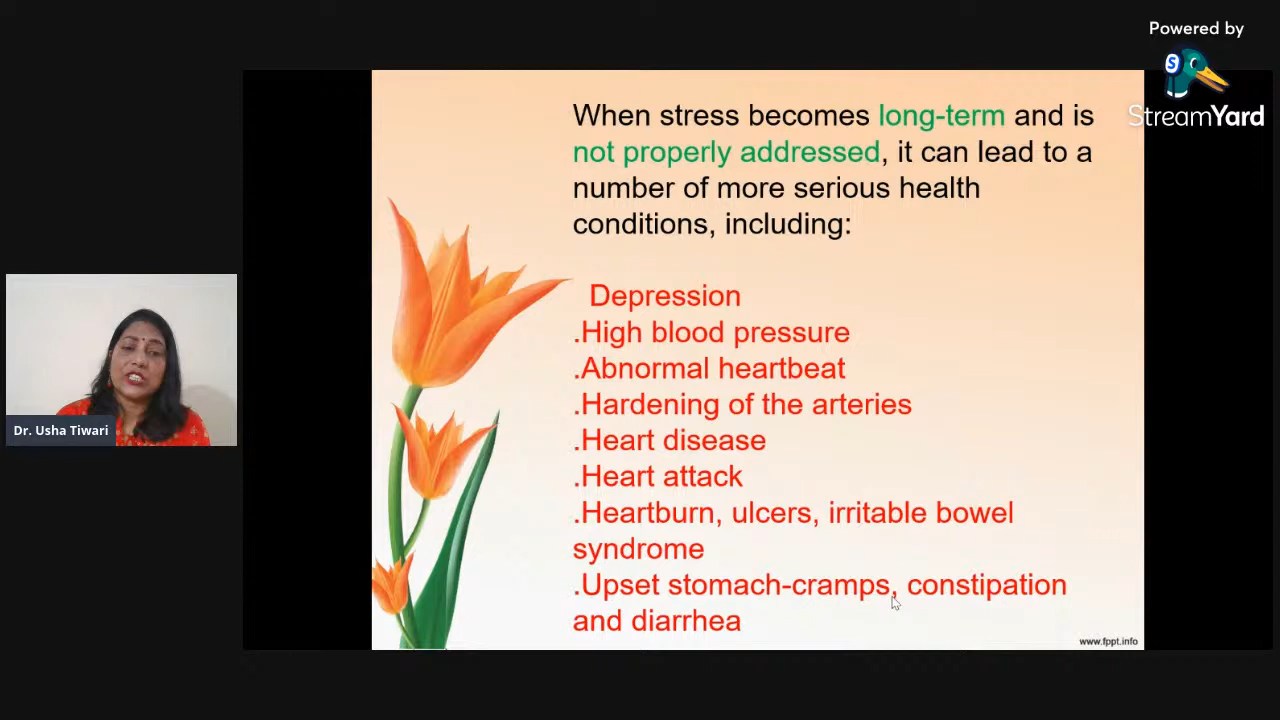 Powered by
StreamYard
When stress becomes long-term and is
not properly addressed, it can lead to a
number of more serious health
conditions, including:
Depression
.High blood pressure
.Abnormal heartbeat
.Hardening of the arteries
.Heart disease
.Heart attack
.Heartburn, ulcers, irritable bowel
syndrome
.Upset stomach-cramps, constipation
and diarrhea
www.fppt.info
Dr. Usha Tiwari